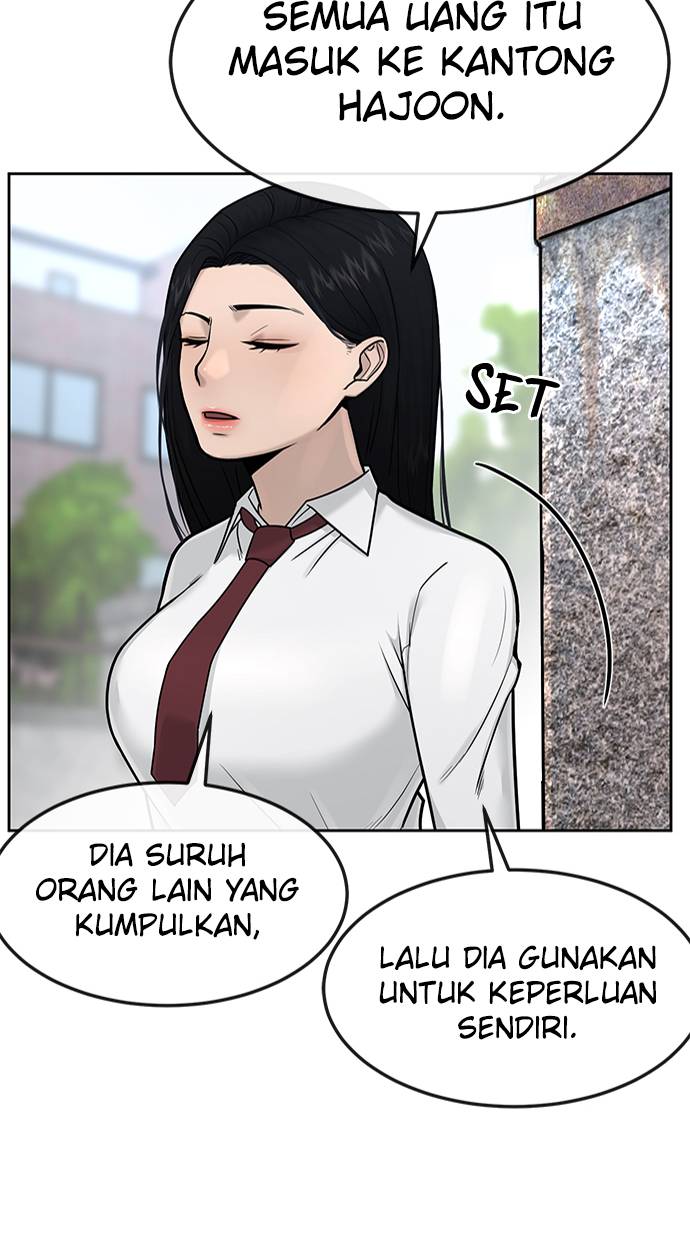 SEMUA UANG ITU
MASUK KE KANTONG
HAJOON.
SET
DIA SURUH
ORANG LAIN YANG
KUMPULKAN,
LALU DIA GUNAKAN
UNTUK KEPERLUAN
SENDIRI.